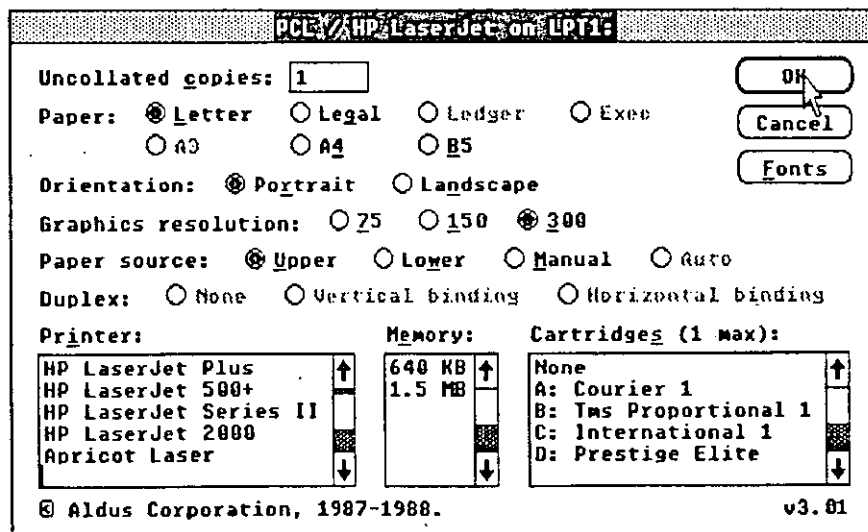 PCL // HP LaserJet on LPT1:
Uncollated copies: 1
OK
Paper: Letter Legal Ledger Exec
Cancel
A3 A4 B5
Fonts
Orientation: Portrait Landscape
Graphics resolution: 75 150 300
Paper source: Upper Lower Manual Auto
Duplex: None Vertical binding Horizontal binding
Printer: Memory: Cartridges (1 max):
HP LaserJet Plus 640 KB None
HP LaserJet 500+ 1.5 MB A: Courier 1
HP LaserJet Series II B: Tms Proportional 1
HP LaserJet 2000 C: International 1
Apricot Laser D: Prestige Elite
© Aldus Corporation, 1987-1988. v3.01